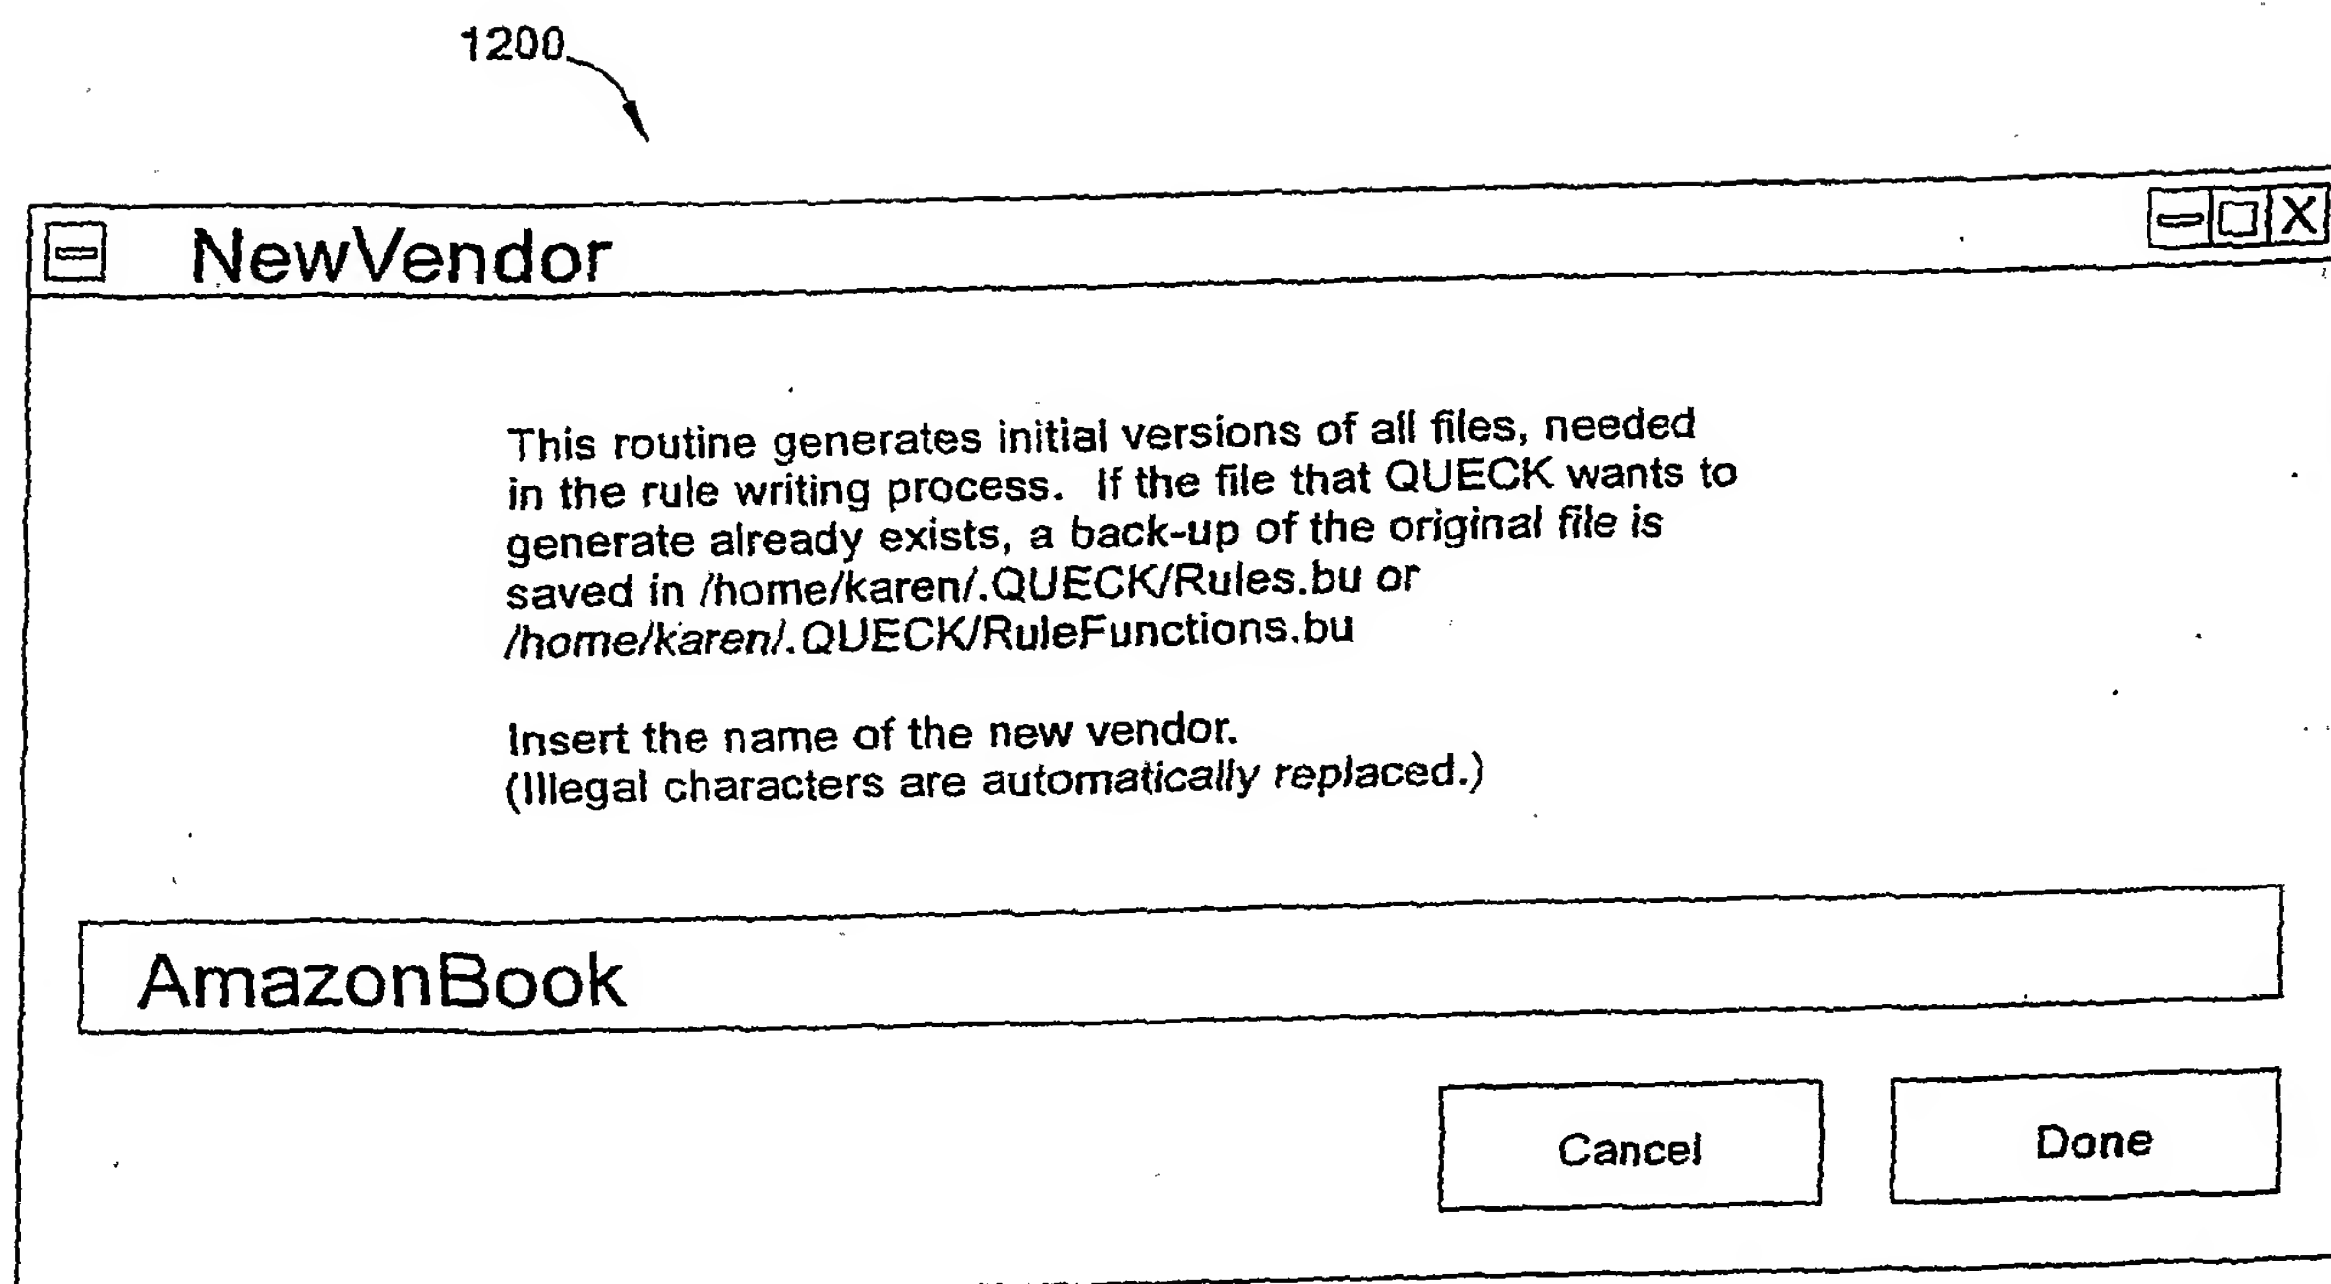 1200
NewVendor
This routine generates initial versions of all files, needed
in the rule writing process. If the file that QUECK wants to
generate already exists, a back-up of the original file is
saved in /home/karen/.QUECK/Rules.bu or
/home/karen/.QUECK/RuleFunctions.bu
Insert the name of the new vendor.
(Illegal characters are automatically replaced.)
AmazonBook
Cancel Done